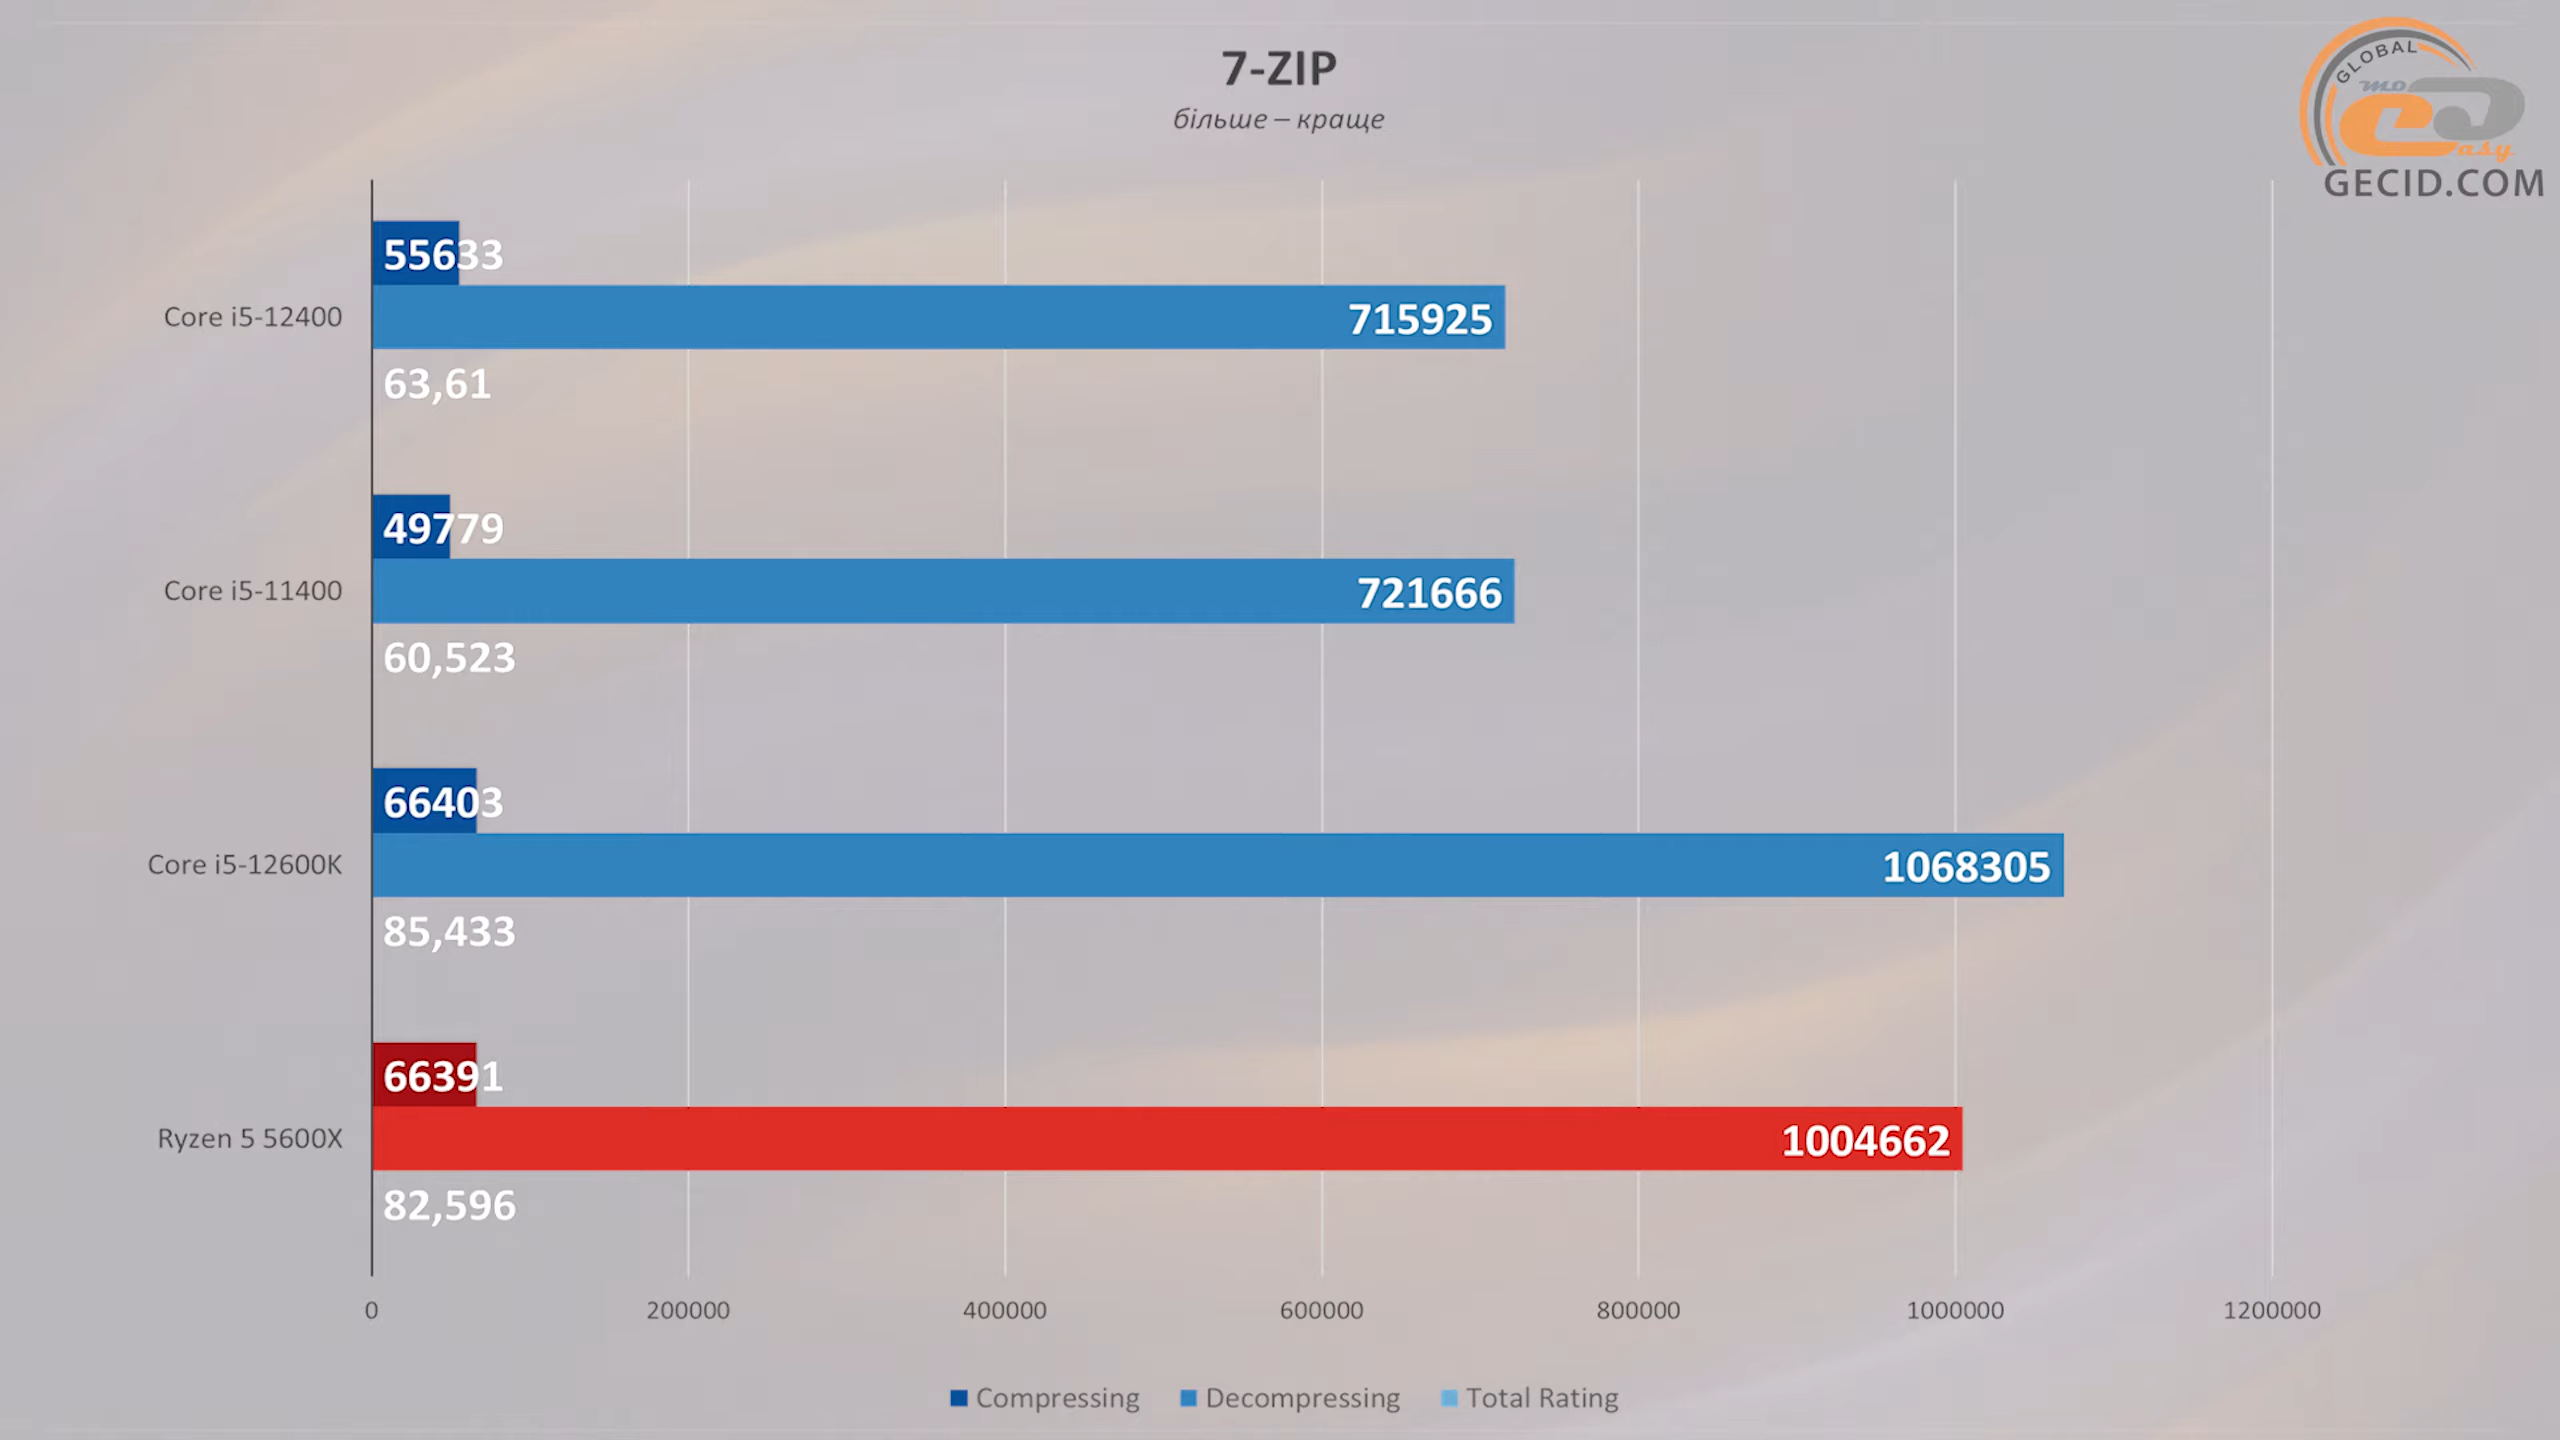 7-ZIP
більше – краще
GLOBAL
mo
easy
GECID.COM
55633
Core i5-12400
715925
63,61
49779
Core i5-11400
721666
60,523
66403
Core i5-12600K
1068305
85,433
66391
Ryzen 5 5600X
1004662
82,596
0 200000 400000 600000 800000 1000000 1200000
Compressing Decompressing Total Rating